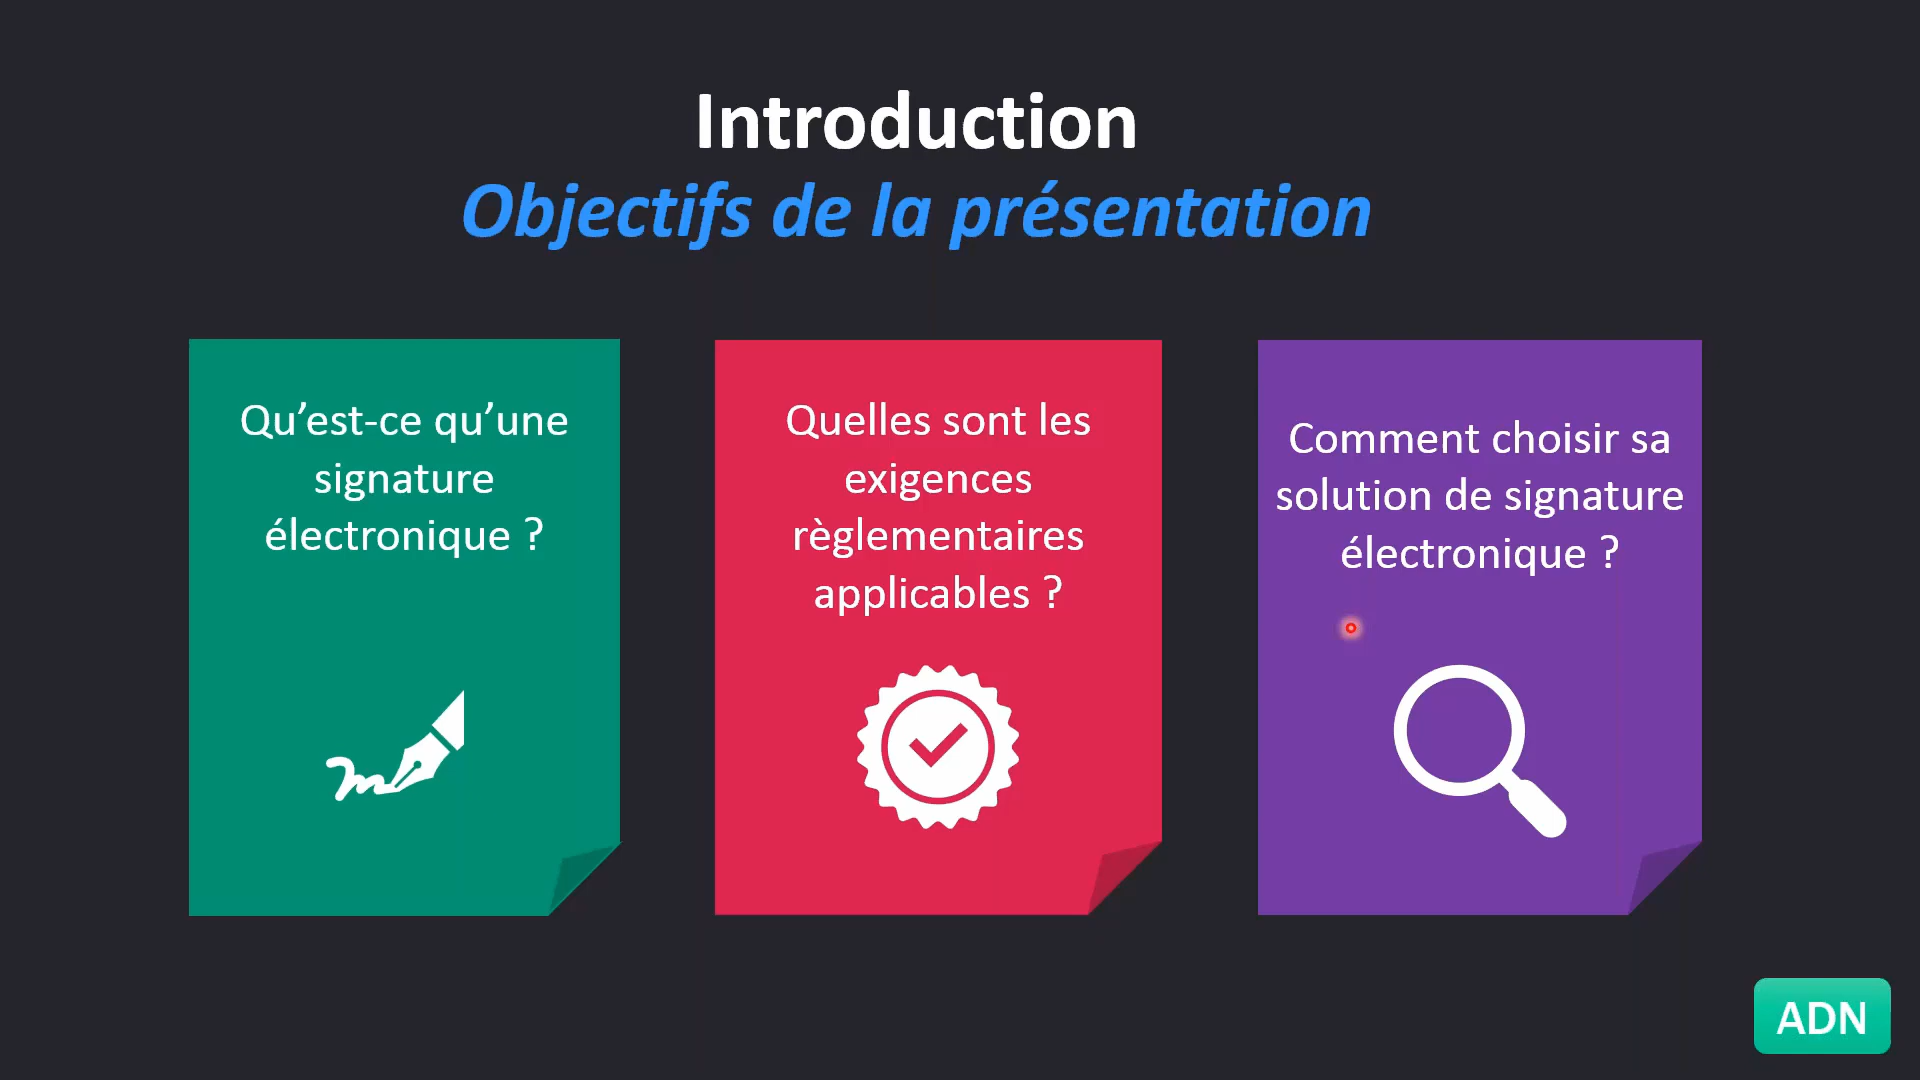 Introduction
Objectifs de la présentation
Qu’est-ce qu’une
signature
électronique ?
Quelles sont les
exigences
règlementaires
applicables ?
Comment choisir sa
solution de signature
électronique ?
ADN